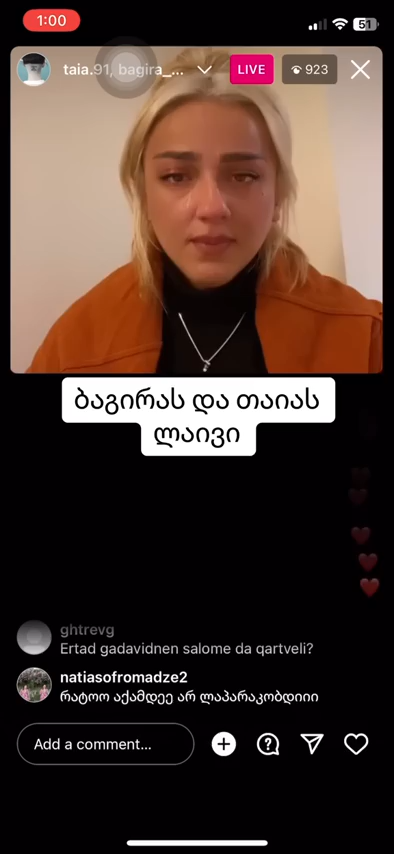 1:00
51
taia.91, bagira_...
LIVE
923
ბაგირას და თაიას
ლაივი
ghtrevg
Ertad gadavidnen salome da qartveli?
natiasofromadze2
რატოო აქამდეე არ ლაპარაკობდიიი
Add a comment...